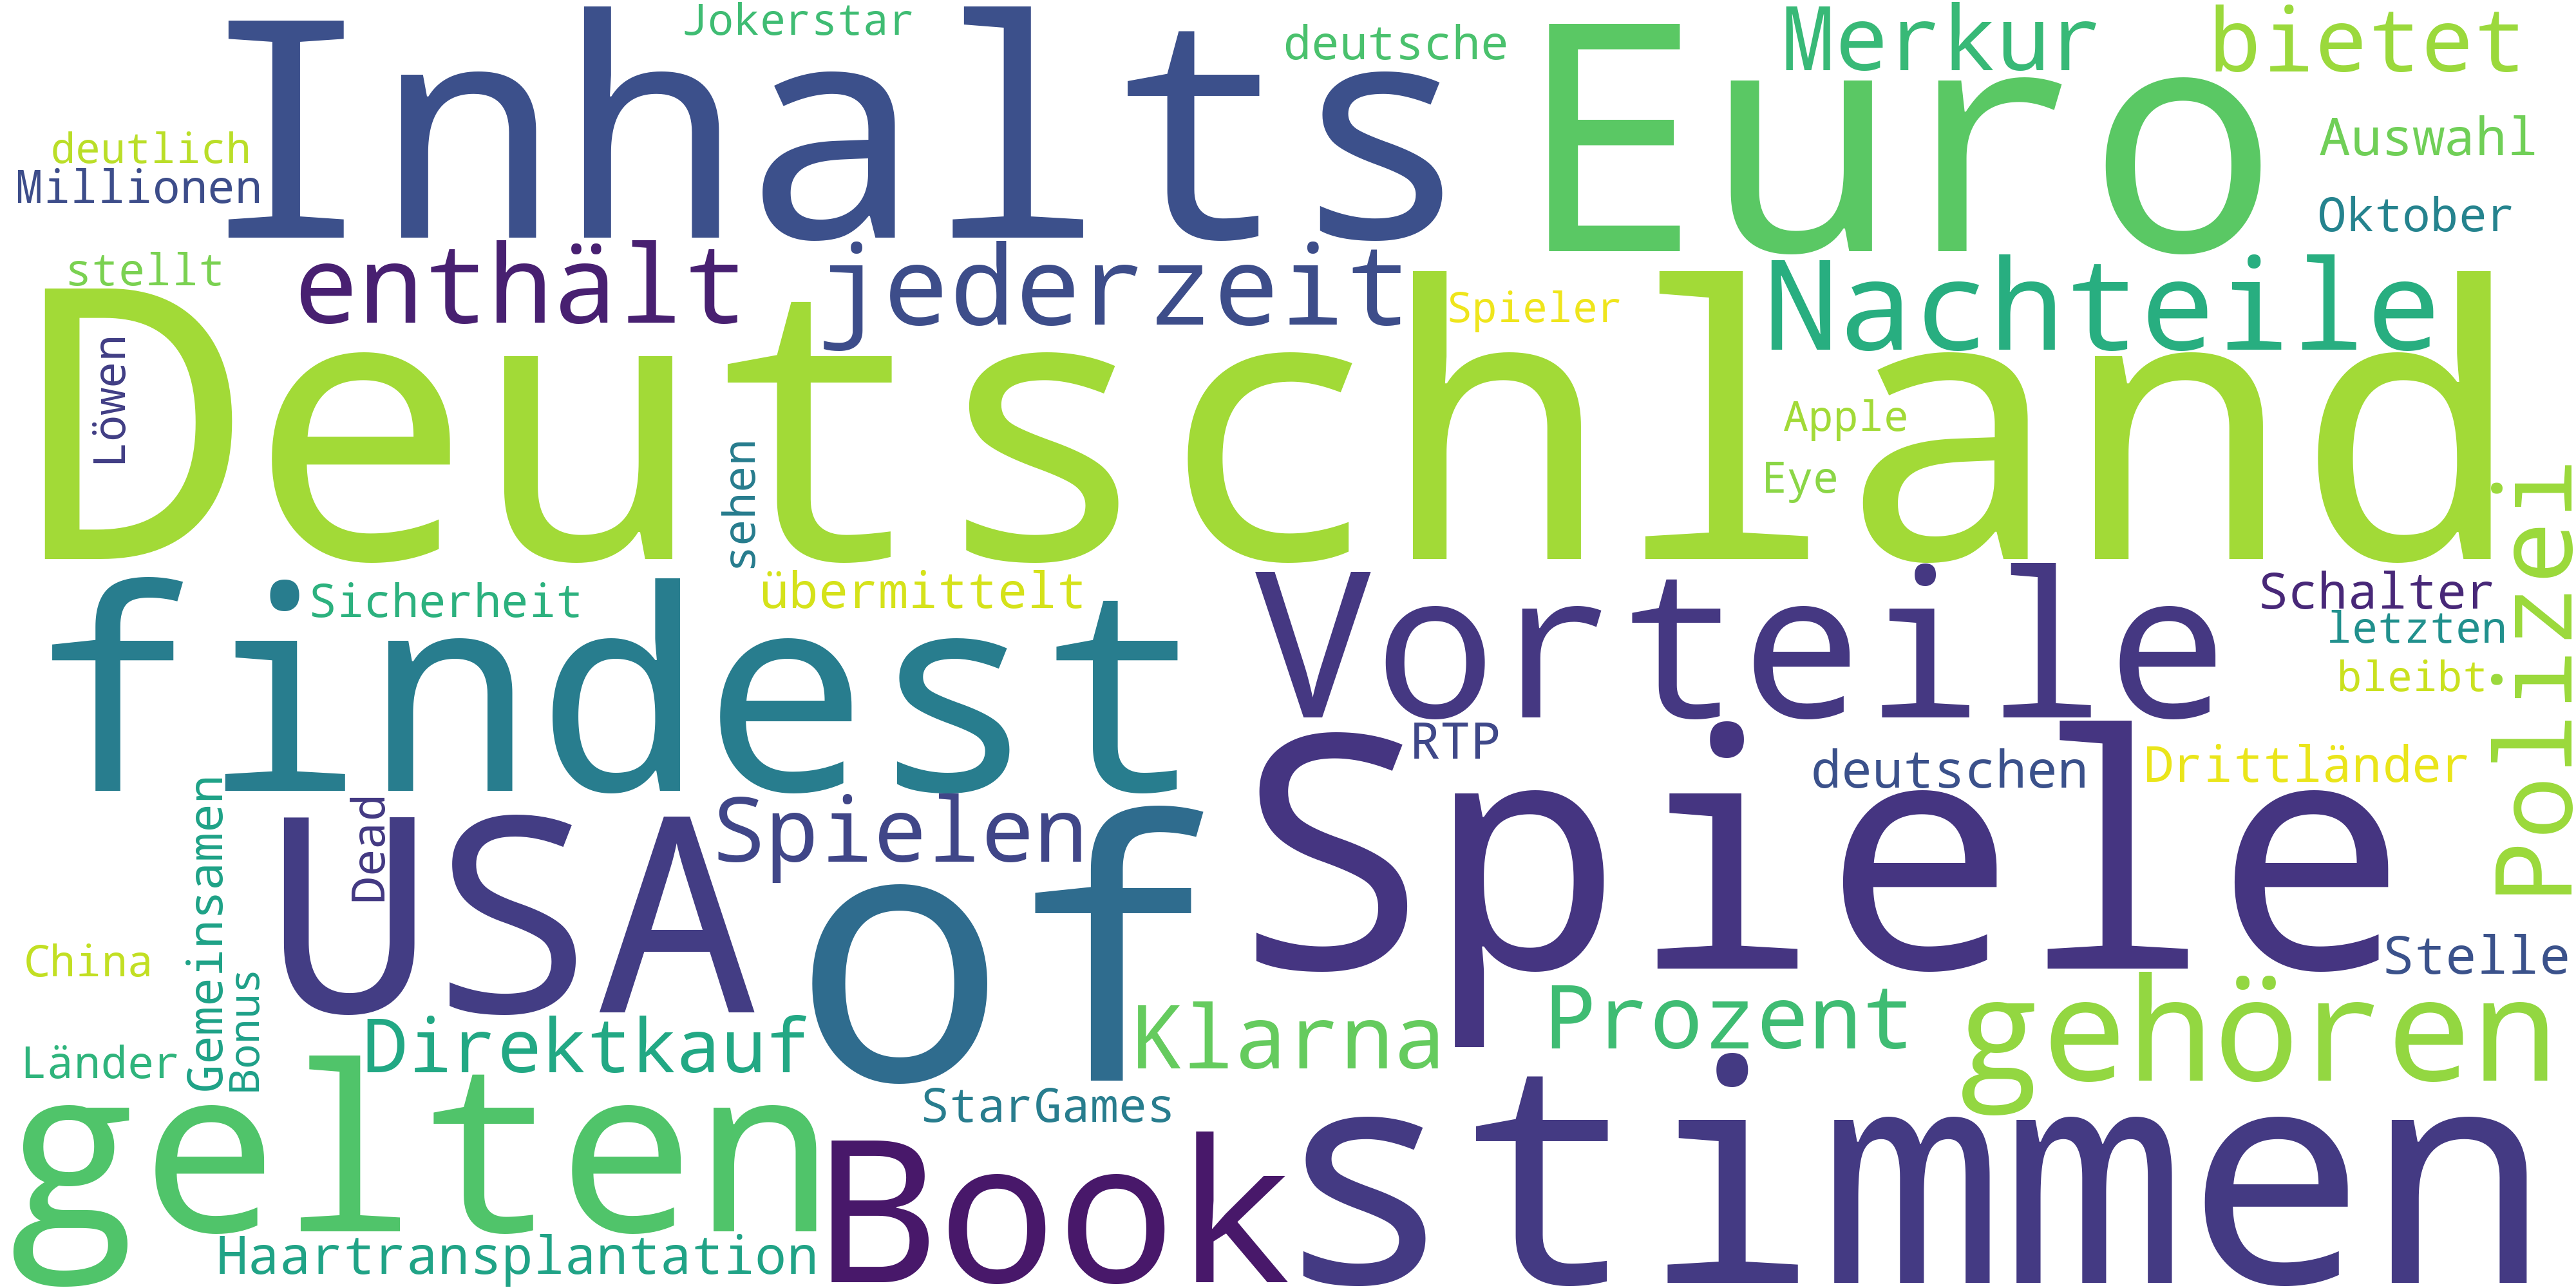 Jokerstar
deutsche
Merkur
bietet
Inhalts
Euro
deutlich
Millionen
Auswahl
Oktober
stellt
enthält
jederzeit
Spieler
Nachteile
Deutschland
Löwen
sehen
Apple
Eye
Polizei
findest
Sicherheit
übermittelt
Vorteile
Schalter
letzten
bleibt
RTP
Spiele
deutschen
Drittländer
Gemeinsamen
Dead
USA
Spielen
of
China
Bonus
Stelle
Länder
Direktkauf
Klarna
Prozent
gehören
gelten
StarGames
Book
stimmen
Haartransplantation